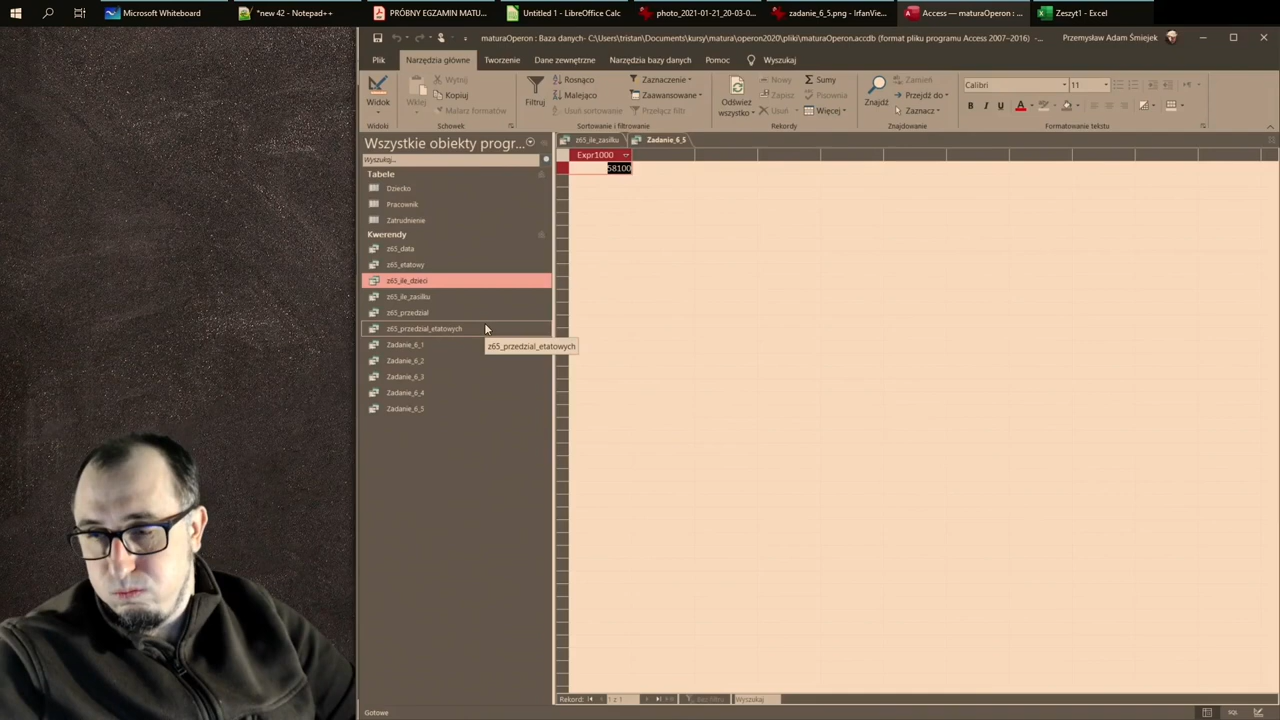 Microsoft Whiteboard
*new 42 - Notepad++
PRÓBNY EGZAMIN MATU...
Untitled 1 - LibreOffice Calc
photo_2021-01-21_20-03-0...
zadanie_6_5.png - IrfanVie...
Access — maturaOperon : ...
Zeszyt1 - Excel
maturaOperon : Baza danych- C:\Users\tristan\Documents\kursy\matura\operon2020\pliki\maturaOperon.accdb (format pliku programu Access 2007–2016) —...
Przemysław Adam Śmiejek
Plik
Narzędzia główne
Tworzenie
Dane zewnętrzne
Narzędzia bazy danych
Pomoc
Wyszukaj
Widok
Widoki
Wklej
Wytnij
Kopiuj
Malarz formatów
Schowek
Filtruj
Rosnąco
Malejąco
Usuń sortowanie
Zaznaczenie
Zaawansowane
Przełącz filtr
Sortowanie i filtrowanie
Odśwież
wszystko
Nowy
Zapisz
Usuń
Sumy
Pisownia
Więcej
Rekordy
Znajdź
Zamień
Przejdź do
Zaznacz
Znajdowanie
Calibri
11
B
I
U
A
Formatowanie tekstu
Wszystkie obiekty progr...
Wyszukaj...
Tabele
Dziecko
Pracownik
Zatrudnienie
Kwerendy
z65_data
z65_etatowy
z65_ile_dzieci
z65_ile_zasilku
z65_przedzial
z65_przedzial_etatowych
z65_przedzial_etatowych
Zadanie_6_1
Zadanie_6_2
Zadanie_6_3
Zadanie_6_4
Zadanie_6_5
z65_ile_zasilku
Zadanie_6_5
Expr1000
58100
Rekord:
1 z 1
Bez filtru
Wyszukaj
Gotowe
SQL